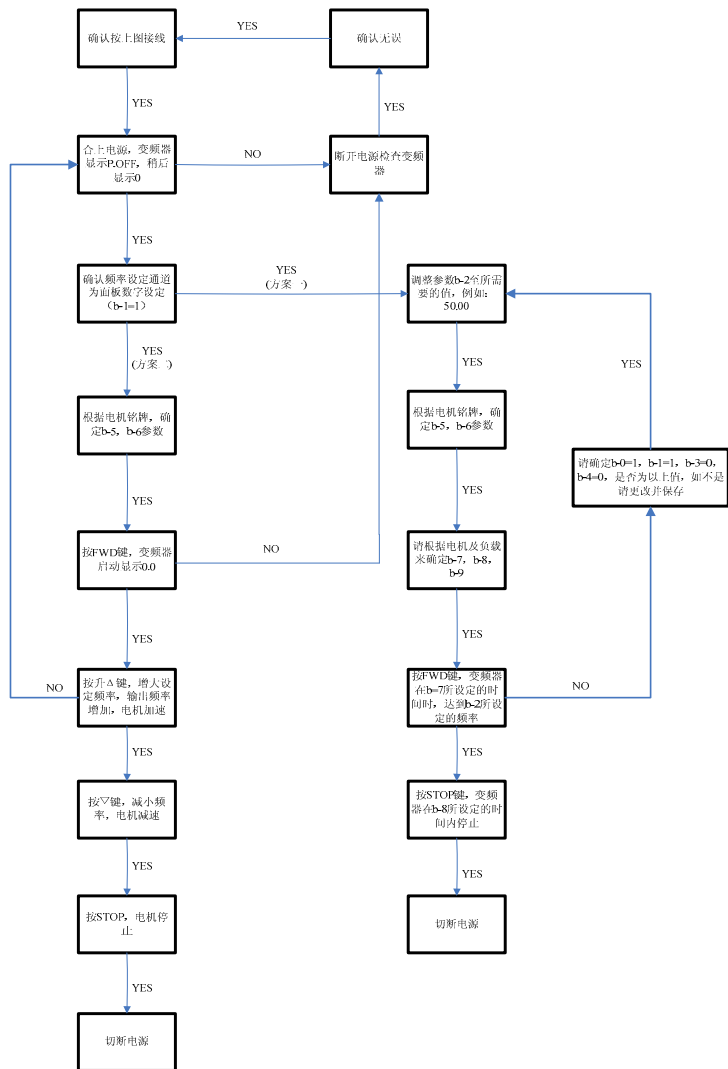 确认按上图接线
YES
确认无误
YES
YES
合上电源，变频器
显示P.OFF，稍后
显示0
NO
断开电源检查变频
器
YES
确认频率设定通道
为面板数字设定
（b-1=1）
YES
(方案一)
调整参数b-2至所需
要的值，例如：
50.00
YES
(方案二)
YES
YES
根据电机铭牌，确
定b-5，b-6参数
根据电机铭牌，确
定b-5，b-6参数
请确定b-0=1，b-1=1，b-3=0，
b-4=0，是否为以上值，如不是
请更改并保存
YES
YES
按FWD键，变频器
启动显示0.0
NO
请根据电机及负载
来确定b-7，b-8，
b-9
YES
YES
NO
按升Δ键，增大设
定频率，输出频率
增加，电机加速
按FWD键，变频器
在b=7所设定的时
间时，达到b-2所设
定的频率
NO
YES
YES
按▽键，减小频
率，电机减速
按STOP键，变频
器在b-8所设定的时
间内停止
YES
YES
按STOP，电机停
止
切断电源
YES
切断电源